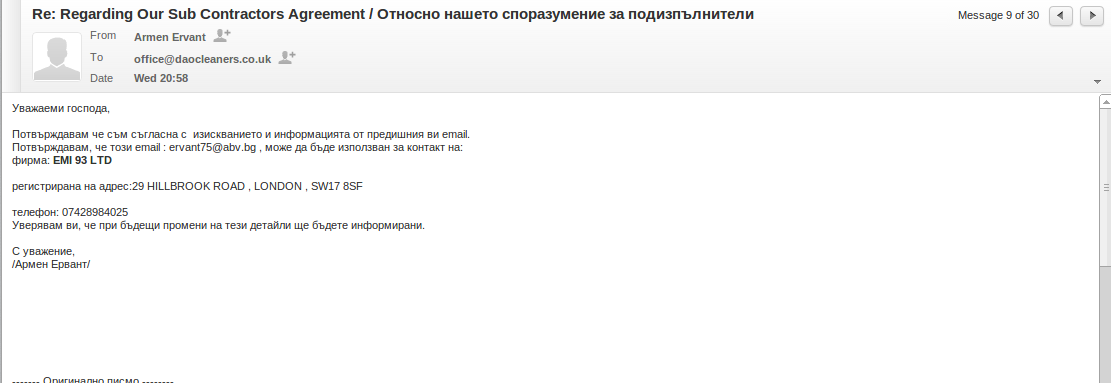 Re: Regarding Our Sub Contractors Agreement / Относно нашето споразумение за подизпълнители
Message 9 of 30
From Armen Ervant
To office@daocleaners.co.uk
Date Wed 20:58
Уважаеми господа,
Потвърждавам че съм съгласна с  изискванието и информацията от предишния ви email.
Потвърждавам, че този email : ervant75@abv.bg , може да бъде използван за контакт на:
фирма: EMI 93 LTD
регистрирана на адрес:29 HILLBROOK ROAD , LONDON , SW17 8SF
телефон: 07428984025
Уверявам ви, че при бъдещи промени на тези детайли ще бъдете информирани.
С уважение,
/Армен Ервант/
------- Оригинално писмо --------